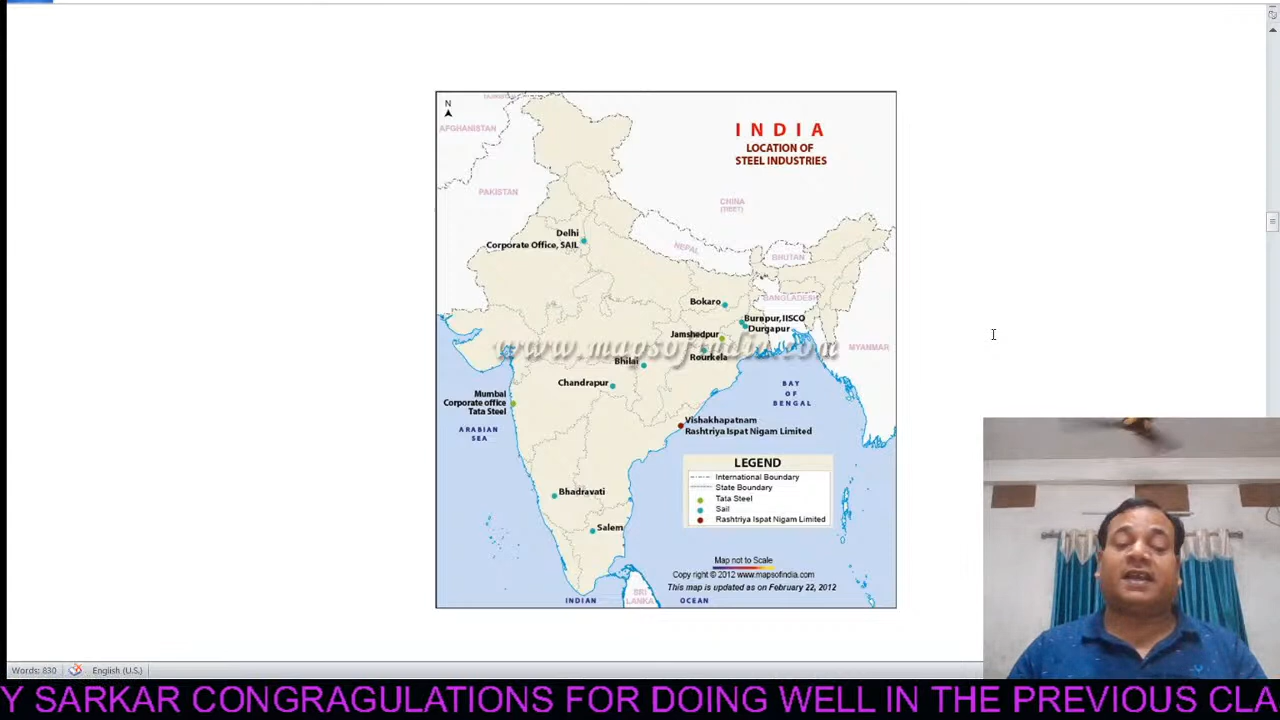 N
AFGHANISTAN
I N D I A
LOCATION OF
STEEL INDUSTRIES
PAKISTAN
CHINA
(TIBET)
Delhi
Corporate Office, SAIL
NEPAL
BHUTAN
Bokaro
BANGLADESH
Burnpur, IISCO
Durgapur
Jamshedpur
MYANMAR
www.mapsofindia.com
Rourkela
Bhilai
Chandrapur
BAY
OF
BENGAL
Mumbai
Corporate office
Tata Steel
ARABIAN
SEA
Vishakhapatnam
Rashtriya Ispat Nigam Limited
LEGEND
International Boundary
State Boundary
Tata Steel
Sail
Rashtriya Ispat Nigam Limited
Bhadravati
Salem
Map not to Scale
Copy right © 2012 www.mapsofindia.com
This map is updated as on February 22, 2012
SRI
LANKA
INDIAN OCEAN
Words: 830 English (U.S.)
Y SARKAR CONGRAGULATIONS FOR DOING WELL IN THE PREVIOUS CLA